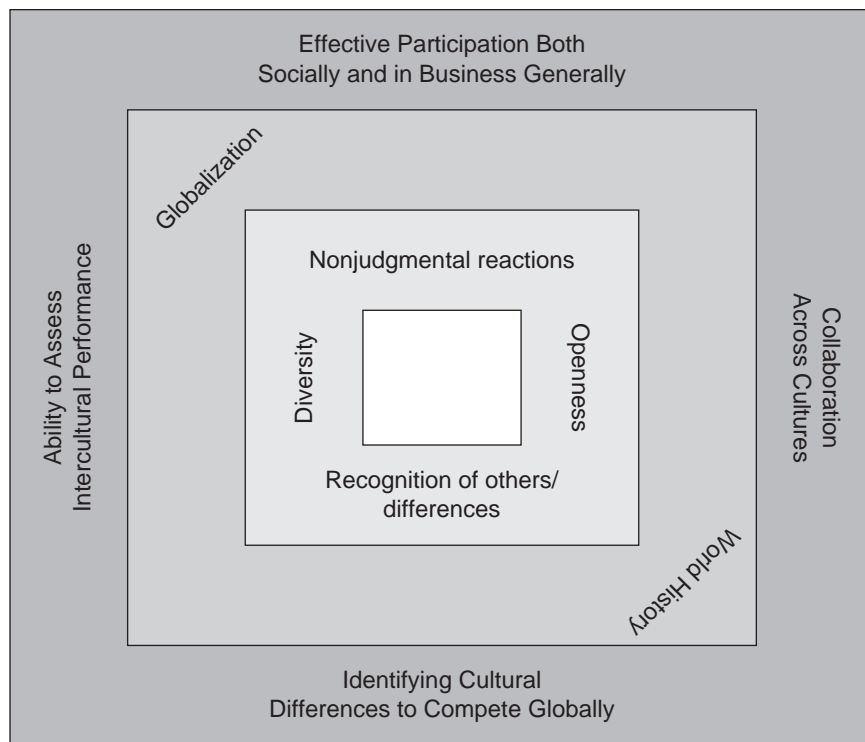 Effective Participation Both
Socially and in Business Generally
Globalization
Nonjudgmental reactions
Ability to Assess
Intercultural Performance
Diversity
Openness
Collaboration
Across Cultures
Recognition of others/
differences
World History
Identifying Cultural
Differences to Compete Globally